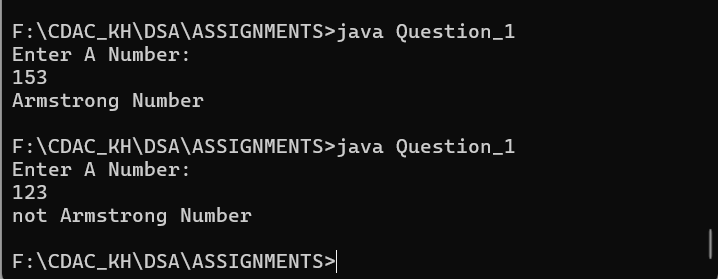 F:\CDAC_KH\DSA\ASSIGNMENTS>java Question_1
Enter A Number:
153
Armstrong Number
F:\CDAC_KH\DSA\ASSIGNMENTS>java Question_1
Enter A Number:
123
not Armstrong Number
F:\CDAC_KH\DSA\ASSIGNMENTS>